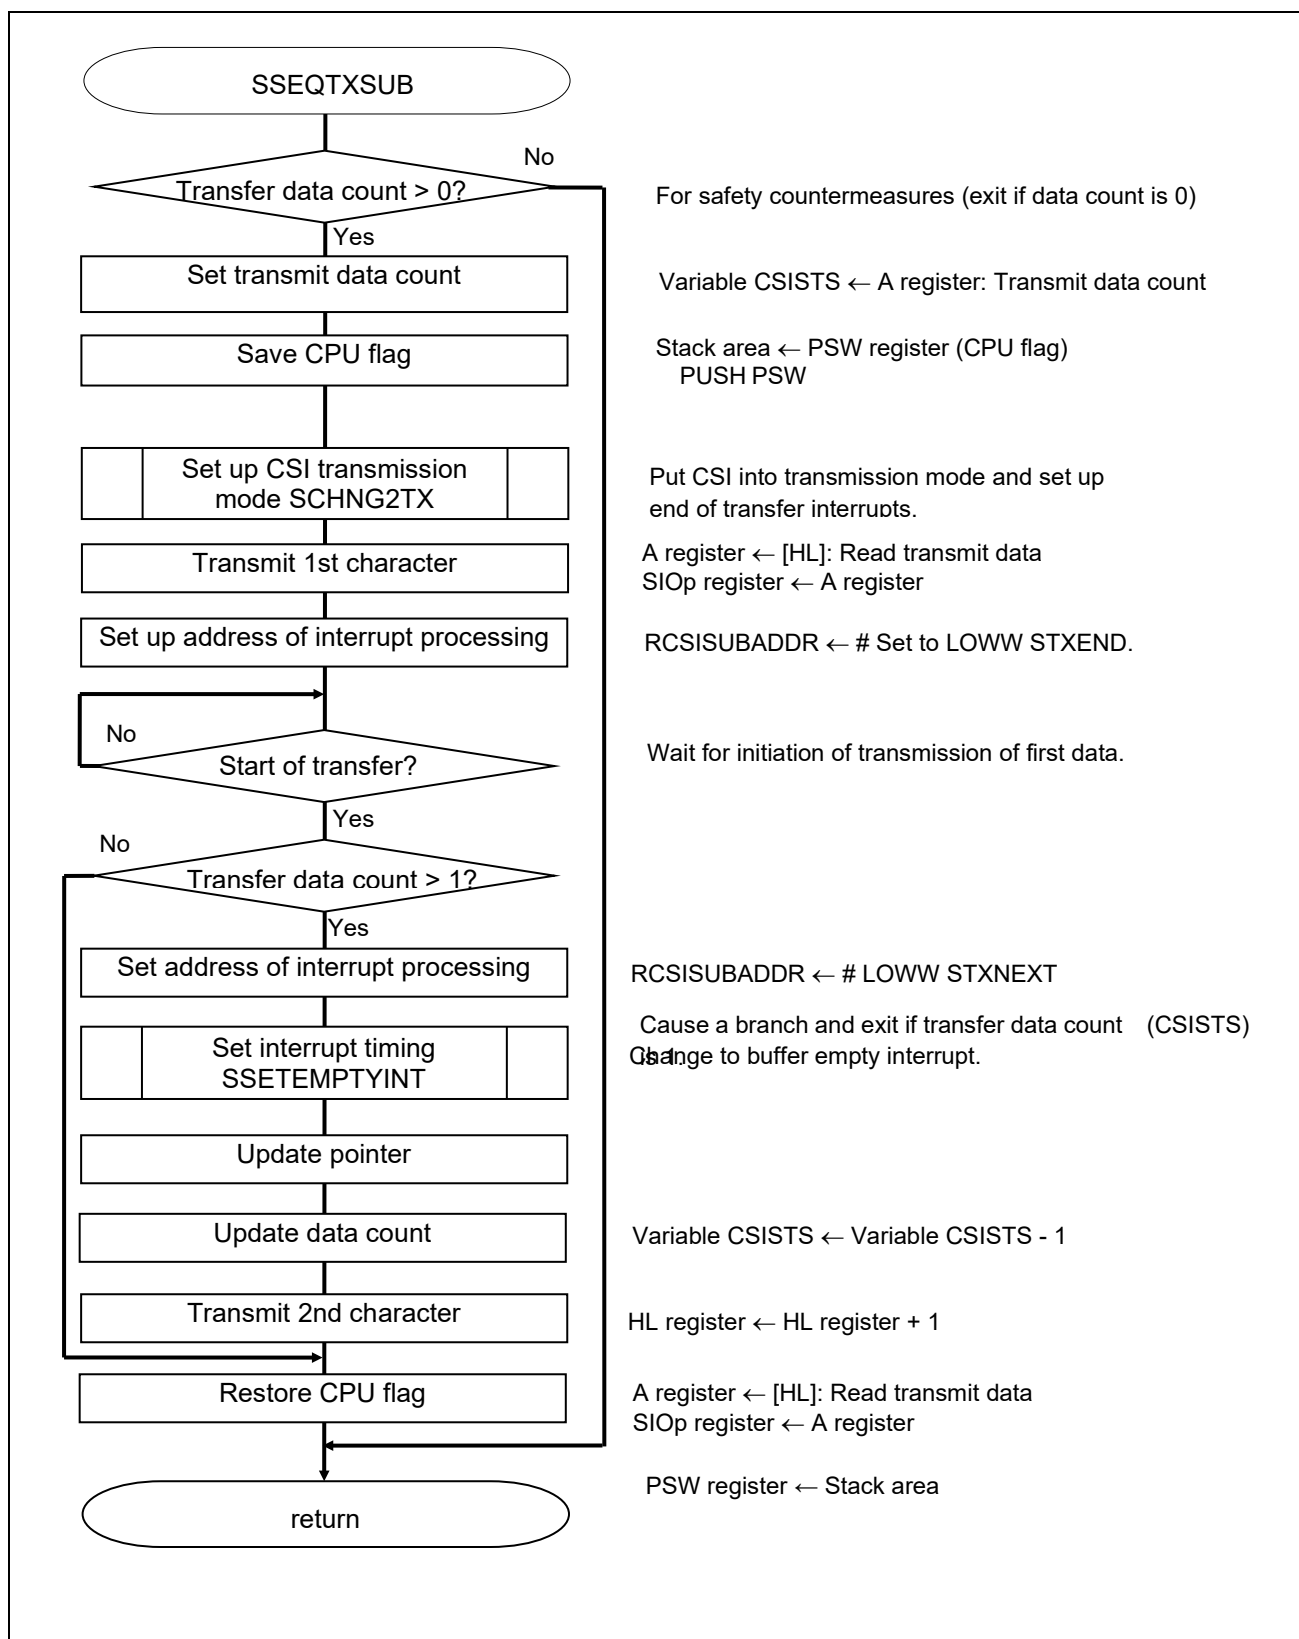 SSEQTXSUB
No
Transfer data count > 0?
For safety countermeasures (exit if data count is 0)
Yes
Set transmit data count
Variable CSISTS ← A register: Transmit data count
Save CPU flag
Stack area ← PSW register (CPU flag)
PUSH PSW
Set up CSI transmission
mode SCHNG2TX
Put CSI into transmission mode and set up
end of transfer interrupts.
Transmit 1st character
A register ← [HL]: Read transmit data
SIOp register ← A register
Set up address of interrupt processing
RCSISUBADDR ← # Set to LOWW STXEND.
No
Start of transfer?
Wait for initiation of transmission of first data.
Yes
No
Transfer data count > 1?
Yes
Set address of interrupt processing
RCSISUBADDR ← # LOWW STXNEXT
Cause a branch and exit if transfer data count (CSISTS)
is 1.
Change to buffer empty interrupt.
Set interrupt timing
SSETEMPTYINT
Update pointer
Update data count
Variable CSISTS ← Variable CSISTS - 1
Transmit 2nd character
HL register ← HL register + 1
Restore CPU flag
A register ← [HL]: Read transmit data
SIOp register ← A register
PSW register ← Stack area
return